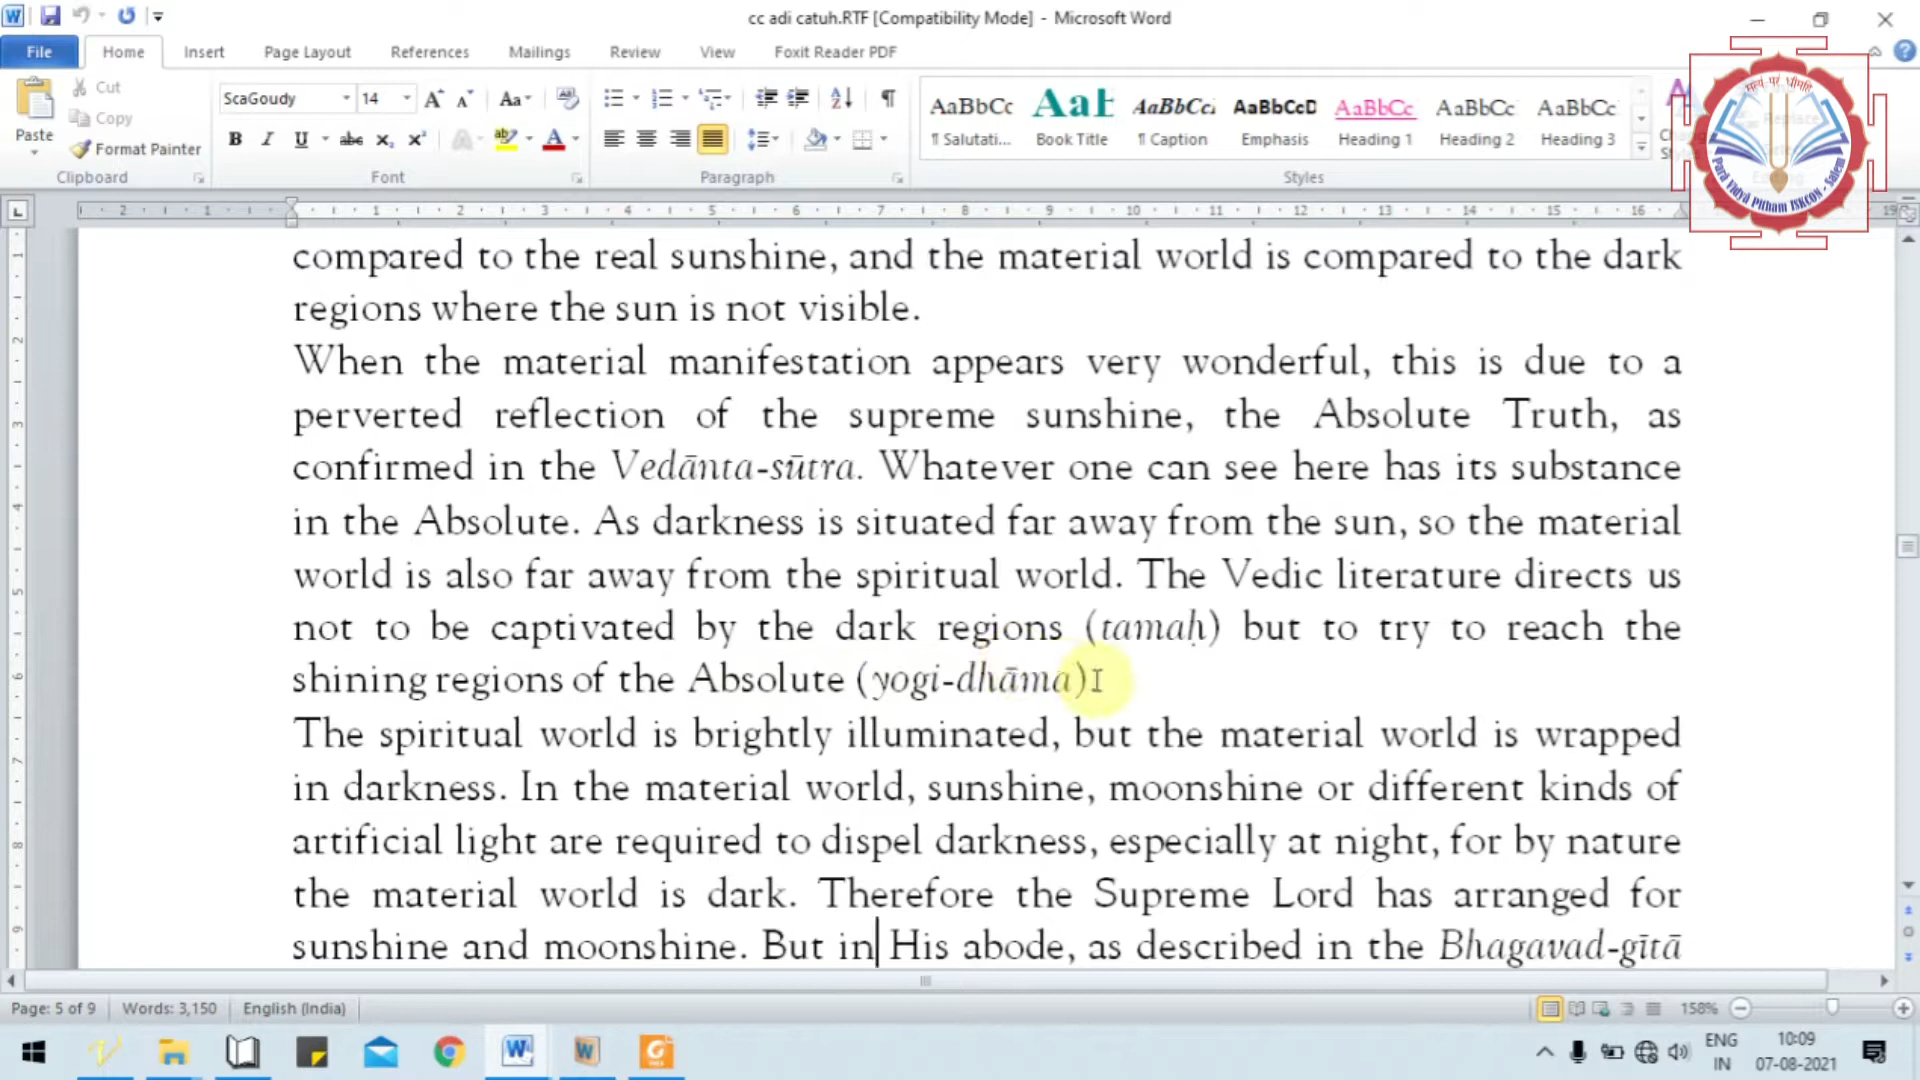 cc adi catuh.RTF [Compatibility Mode] - Microsoft Word
File Home Insert Page Layout References Mailings Review View Foxit Reader PDF
Cut
Copy
Format Painter
Paste
Clipboard
ScaGoudy 14
Font
Paragraph
AaBbCc AaB AaBbCc AaBbCcD AaBbCc AaBbCc AaBbCc
¶ Salutati... Book Title ¶ Caption Emphasis Heading 1 Heading 2 Heading 3
Styles
Replace
Editing
Para Vidya Pitham ISKCON - Salem
compared to the real sunshine, and the material world is compared to the dark
regions where the sun is not visible.
When the material manifestation appears very wonderful, this is due to a
perverted reflection of the supreme sunshine, the Absolute Truth, as
confirmed in the Vedānta-sūtra. Whatever one can see here has its substance
in the Absolute. As darkness is situated far away from the sun, so the material
world is also far away from the spiritual world. The Vedic literature directs us
not to be captivated by the dark regions (tamaḥ) but to try to reach the
shining regions of the Absolute (yogi-dhāma)
The spiritual world is brightly illuminated, but the material world is wrapped
in darkness. In the material world, sunshine, moonshine or different kinds of
artificial light are required to dispel darkness, especially at night, for by nature
the material world is dark. Therefore the Supreme Lord has arranged for
sunshine and moonshine. But in His abode, as described in the Bhagavad-gītā
Page: 5 of 9 Words: 3,150 English (India) 158%
ENG
IN
10:09
07-08-2021